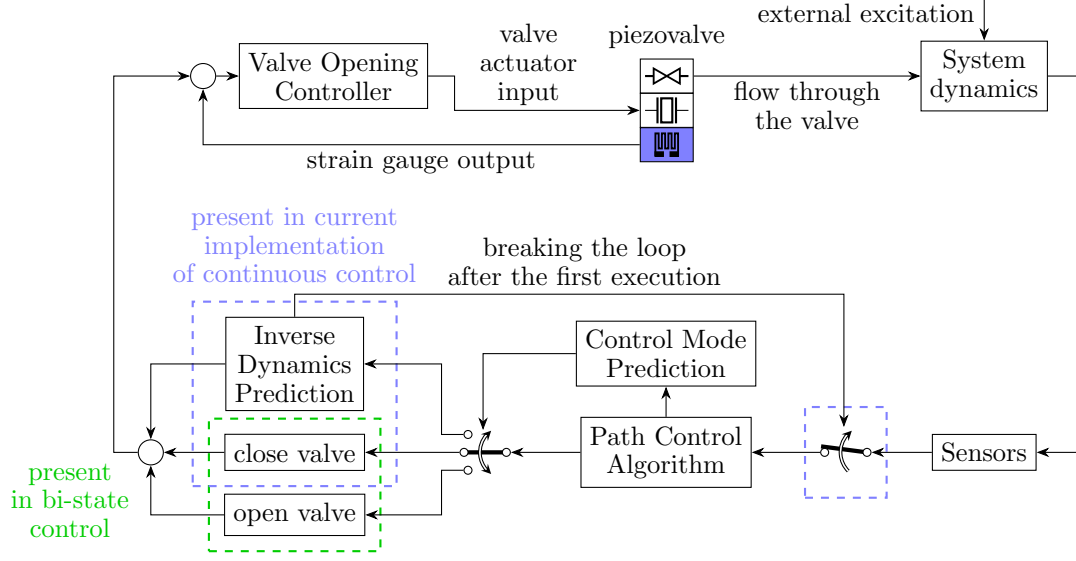 external excitation
valve
actuator
input
piezovalve
Valve Opening
Controller
System
dynamics
flow through
the valve
strain gauge output
present in current
implementation
of continuous control
breaking the loop
after the first execution
Inverse
Dynamics
Prediction
Control Mode
Prediction
Path Control
Algorithm
Sensors
close valve
open valve
present
in bi-state
control